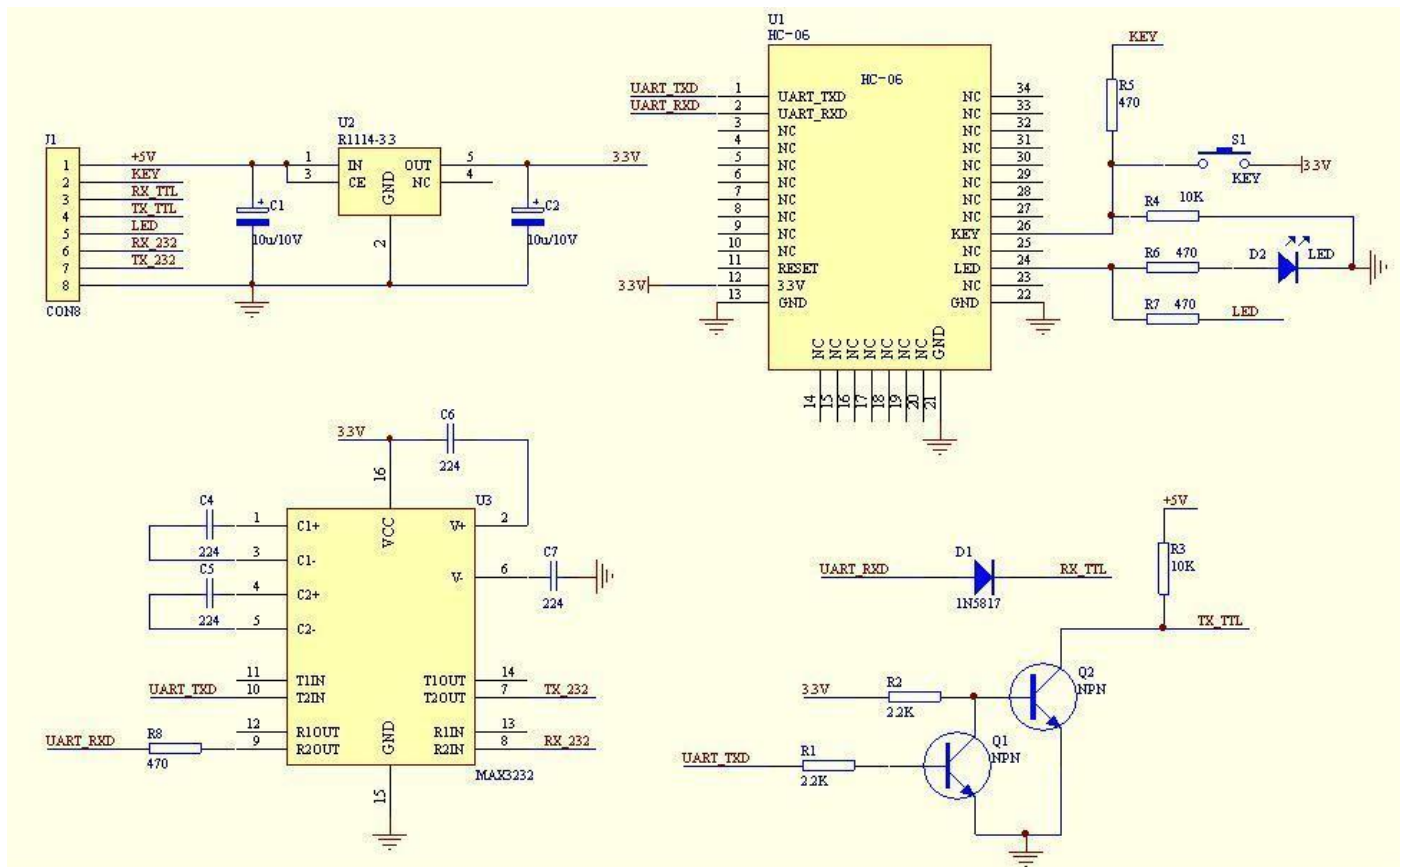 J1
1
2
3
4
5
6
7
8
CON8
+5V
KEY
RX_TTL
TX_TTL
LED
RX_232
TX_232
U2
R1114-33
1
3
IN
CE
GND
OUT
NC
5
4
2
+
C1
10u/10V
+
C2
10u/10V
3.3V
U1
HC-06
HC-06
UART_TXD
UART_RXD
1 UART_TXD
2 UART_RXD
3 NC
4 NC
5 NC
6 NC
7 NC
8 NC
9 NC
10 NC
11 RESET
3.3V
12 3.3V
13 GND
NC 34
NC 33
NC 32
NC 31
NC 30
NC 29
NC 28
NC 27
KEY 26
NC 25
LED 24
NC 23
GND 22
NC NC NC NC NC NC NC GND
14 15 16 17 18 19 20 21
KEY
R5
470
S1
KEY
3.3V
R4 10K
R6 470
D2 LED
R7 470
LED
3.3V
C6
224
16
U3
C4
224
C5
224
1 C1+
3 C1-
4 C2+
5 C2-
VCC
V+ 2
V- 6
C7
224
UART_TXD
11 T1IN
10 T2IN
T1OUT 14
T2OUT 7
TX_232
UART_RXD
R8
470
12 R1OUT
9 R2OUT
GND
R1IN 13
R2IN 8
RX_232
MAX3232
15
UART_RXD
D1
1N5817
RX_TTL
+5V
R3
10K
TX_TTL
Q2
NPN
3.3V
R2
2.2K
Q1
NPN
UART_TXD
R1
2.2K